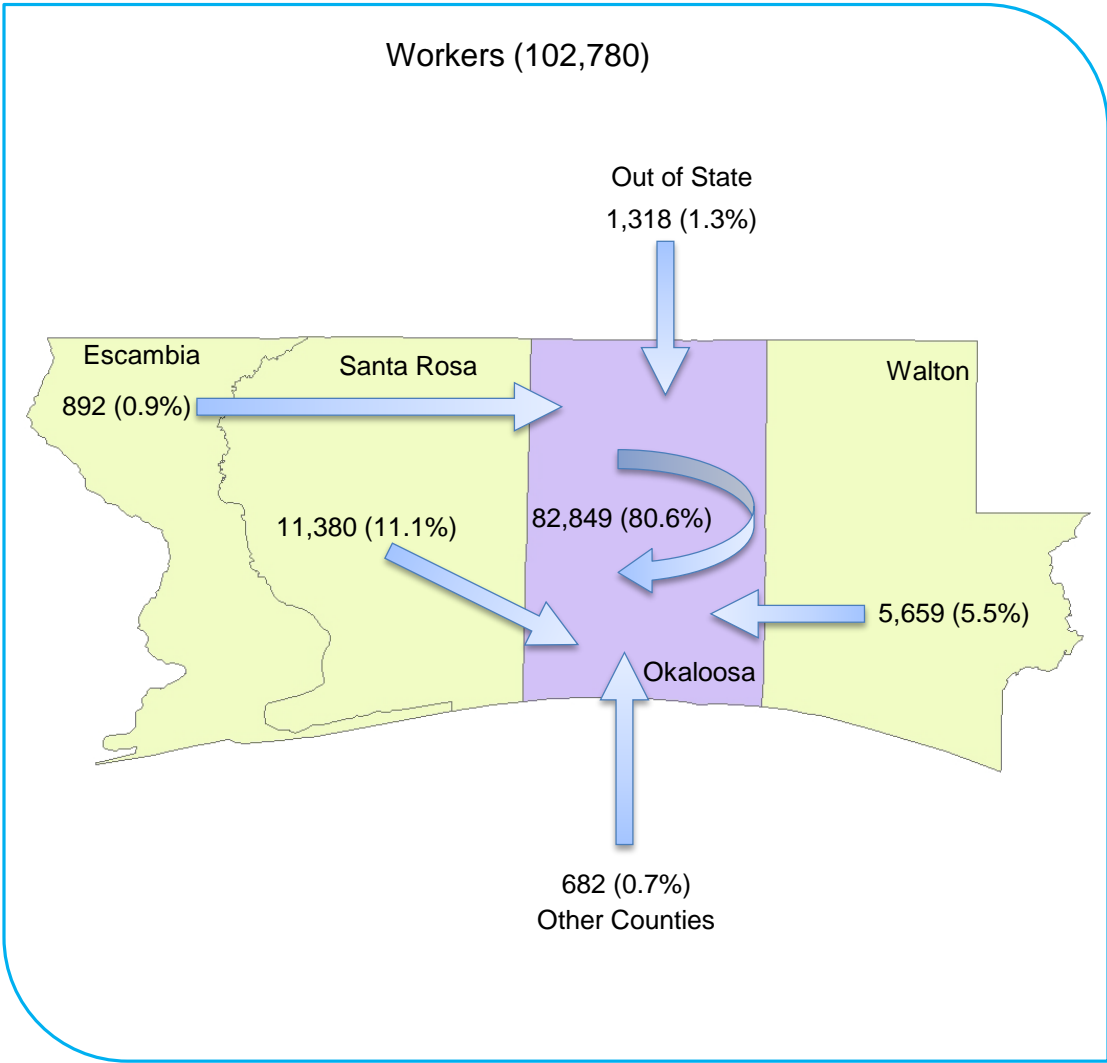 Workers (102,780)
Out of State
1,318 (1.3%)
Escambia
Santa Rosa
Walton
892 (0.9%)
11,380 (11.1%)
82,849 (80.6%)
5,659 (5.5%)
Okaloosa
682 (0.7%)
Other Counties